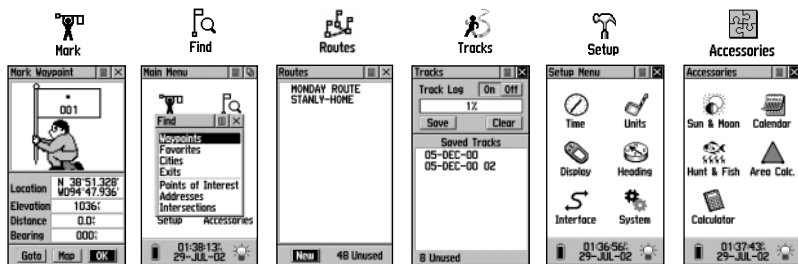 Mark
Find
Routes
Tracks
Setup
Accessories
Mark Waypoint
001
Location
N 38°51.328'
W094°47.936'
Elevation
1036f
Distance
0.0f
Bearing
000°
Goto
Map
OK
Main Menu
Find
Waypoints
Favorites
Cities
Exits
Points of Interest
Addresses
Intersections
Setup
Accessories
01:38:13
29-JUL-02
Routes
MONDAY ROUTE
STANLY-HOME
New
48 Unused
Tracks
Track Log
On
Off
1%
Save
Clear
Saved Tracks
05-DEC-00
05-DEC-00 02
8 Unused
Setup Menu
Time
Units
Display
Heading
Interface
System
01:36:56
29-JUL-02
Accessories
Sun & Moon
Calendar
Hunt & Fish
Area Calc.
Calculator
01:37:43
29-JUL-02